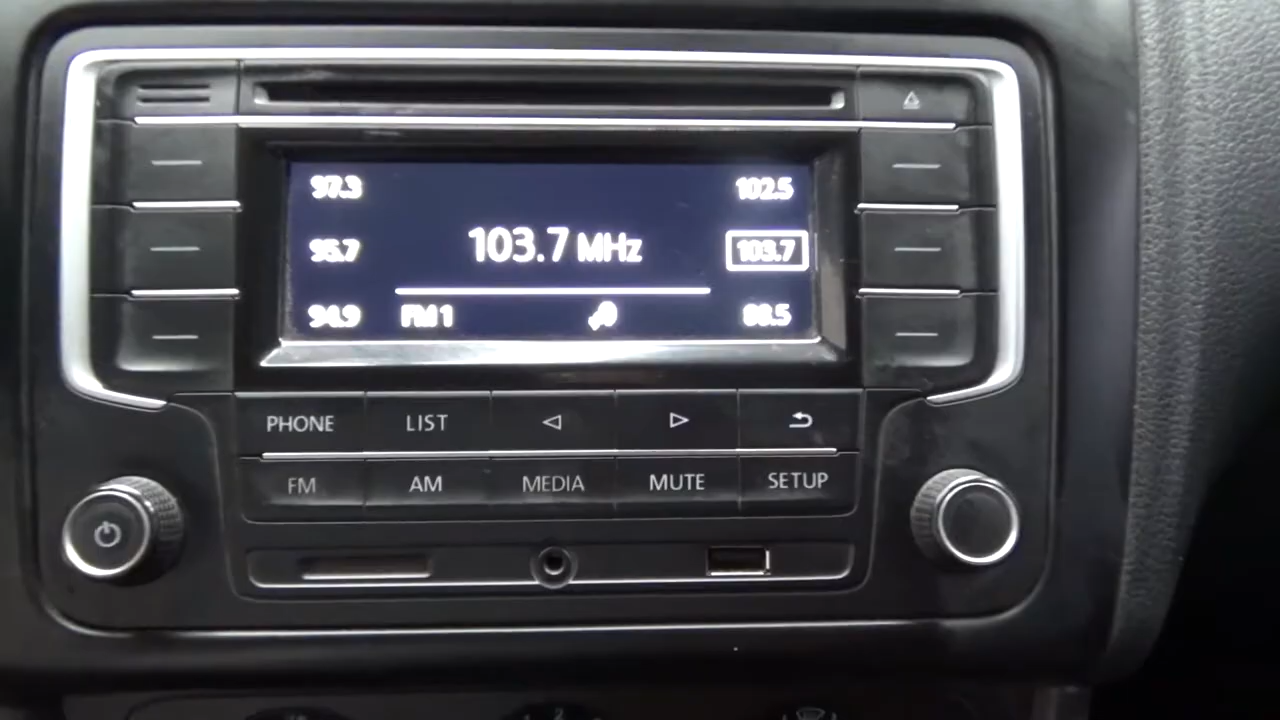 97.3 102.5
95.7 103.7 MHz 103.7
94.9 FM1 88.5
PHONE LIST
FM AM MEDIA MUTE SETUP
2